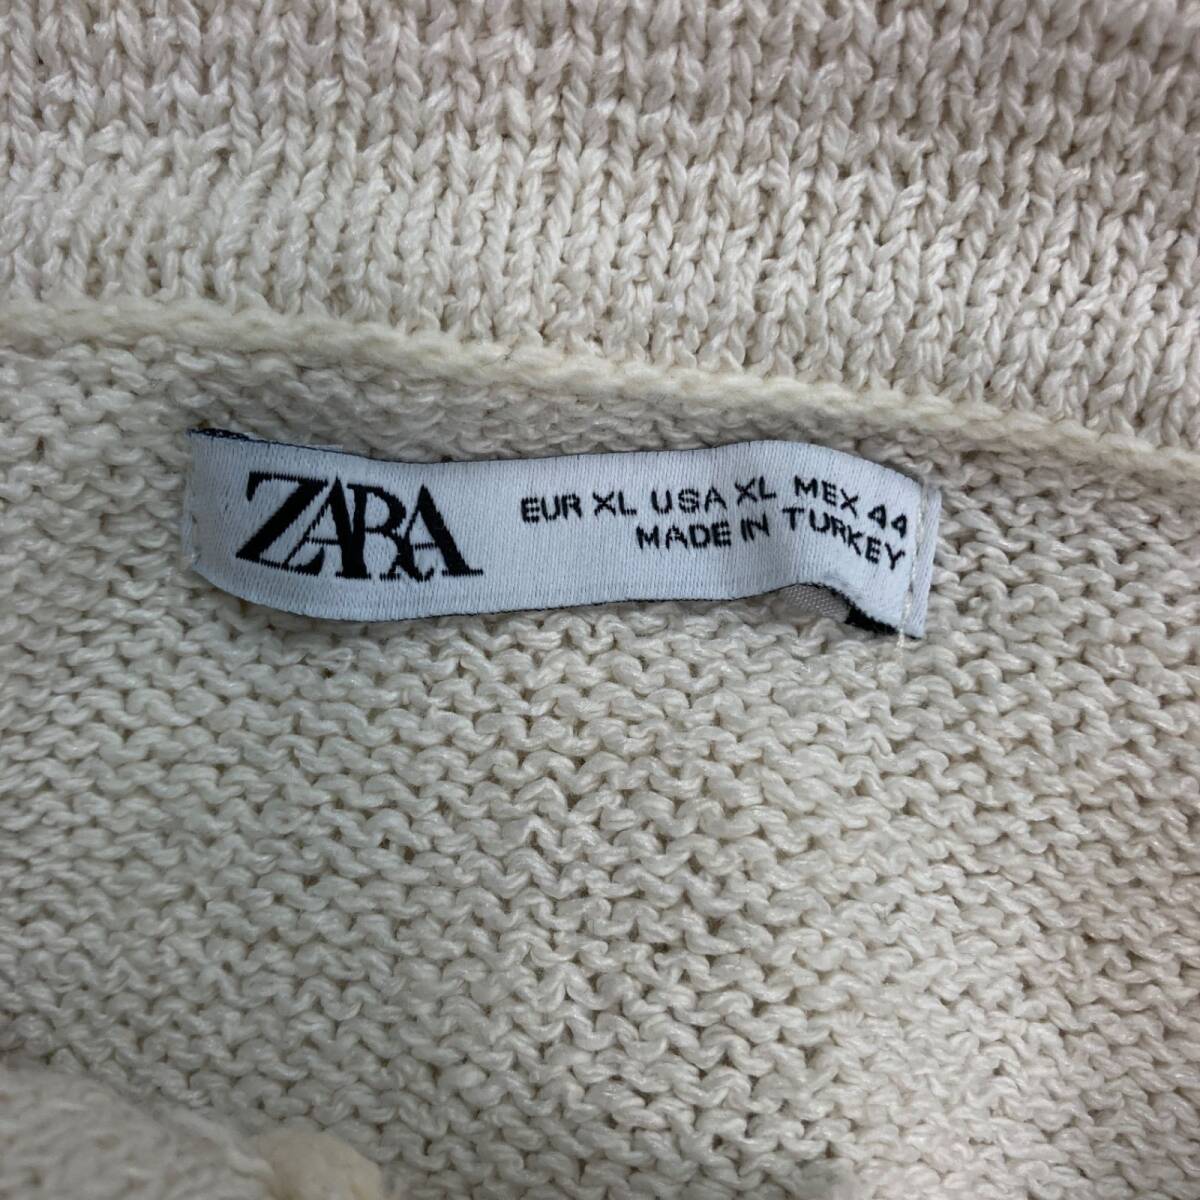 ZARA
EUR XL USA XL MEX 44
MADE IN TURKEY